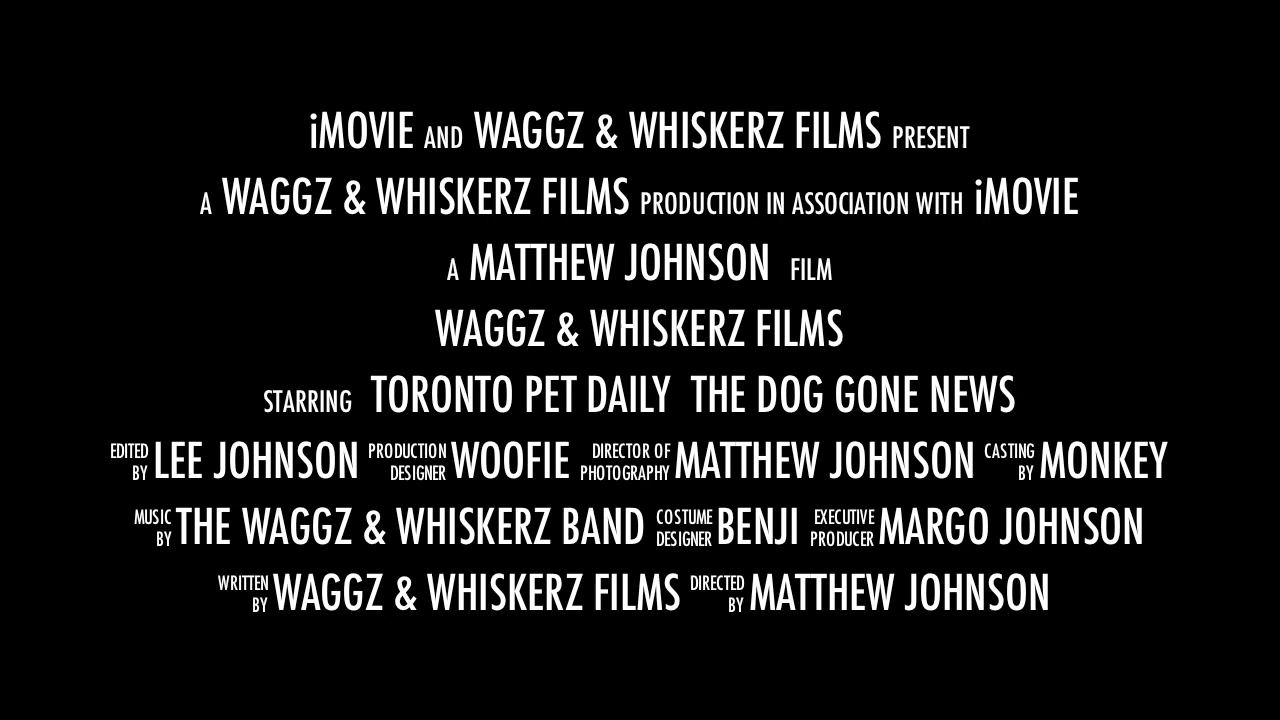 iMOVIE AND WAGGZ & WHISKERZ FILMS PRESENT
A WAGGZ & WHISKERZ FILMS PRODUCTION IN ASSOCIATION WITH iMOVIE
A MATTHEW JOHNSON FILM
WAGGZ & WHISKERZ FILMS
STARRING TORONTO PET DAILY THE DOG GONE NEWS
EDITED BY LEE JOHNSON PRODUCTION DESIGNER WOOFIE DIRECTOR OF PHOTOGRAPHY MATTHEW JOHNSON CASTING BY MONKEY
MUSIC BY THE WAGGZ & WHISKERZ BAND COSTUME DESIGNER BENJI EXECUTIVE PRODUCER MARGO JOHNSON
WRITTEN BY WAGGZ & WHISKERZ FILMS DIRECTED BY MATTHEW JOHNSON